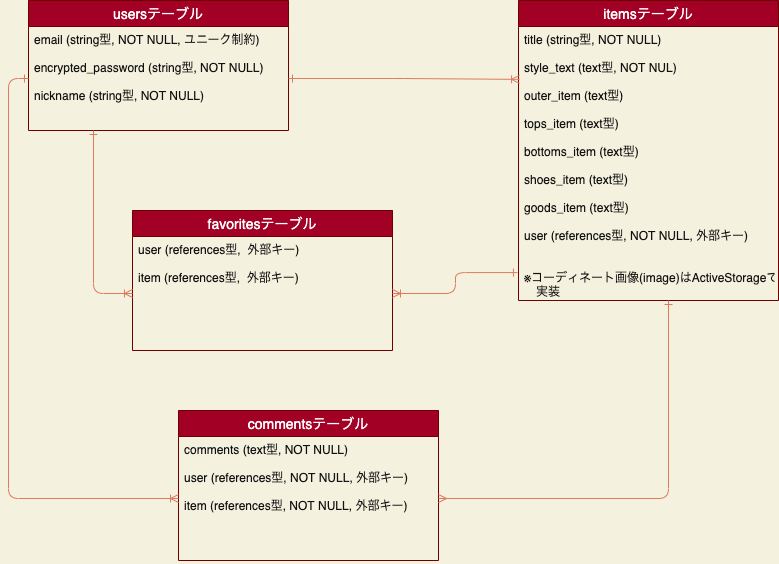 usersテーブル
email (string型, NOT NULL, ユニーク制約)
encrypted_password (string型, NOT NULL)
nickname (string型, NOT NULL)
itemsテーブル
title (string型, NOT NULL)
style_text (text型, NOT NUL)
outer_item (text型)
tops_item (text型)
bottoms_item (text型)
shoes_item (text型)
goods_item (text型)
user (references型, NOT NULL, 外部キー)
※コーディネート画像(image)はActiveStorageで
実装
favoritesテーブル
user (references型, 外部キー)
item (references型, 外部キー)
commentsテーブル
comments (text型, NOT NULL)
user (references型, NOT NULL, 外部キー)
item (references型, NOT NULL, 外部キー)